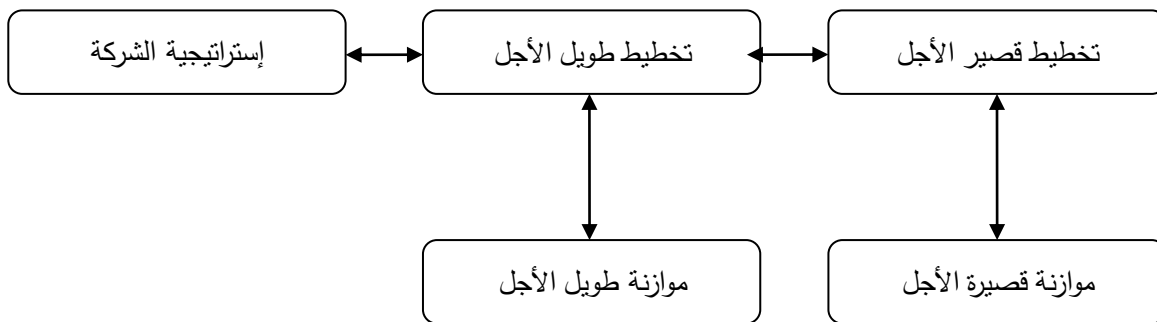 تخطيط قصير الأجل
تخطيط طويل الأجل
إستراتيجية الشركة
موازنة قصيرة الأجل
موازنة طويل الأجل